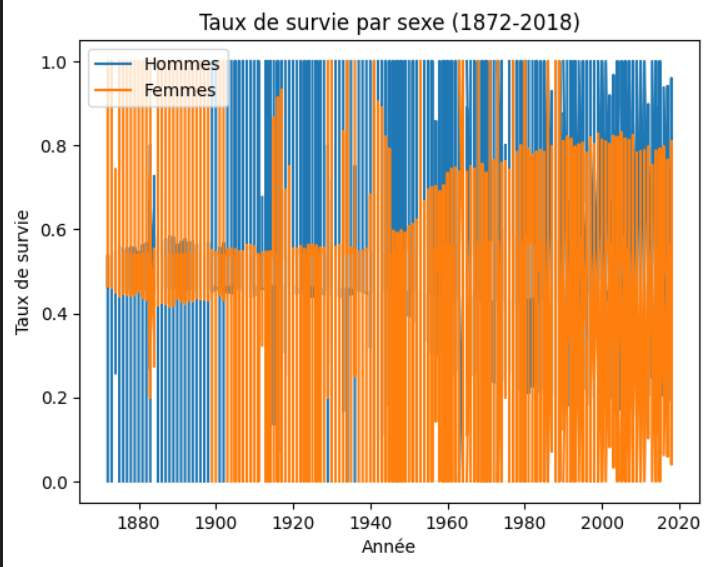 Taux de survie par sexe (1872-2018)
Hommes
Femmes
Taux de survie
1.0
0.8
0.6
0.4
0.2
0.0
1880 1900 1920 1940 1960 1980 2000 2020
Année